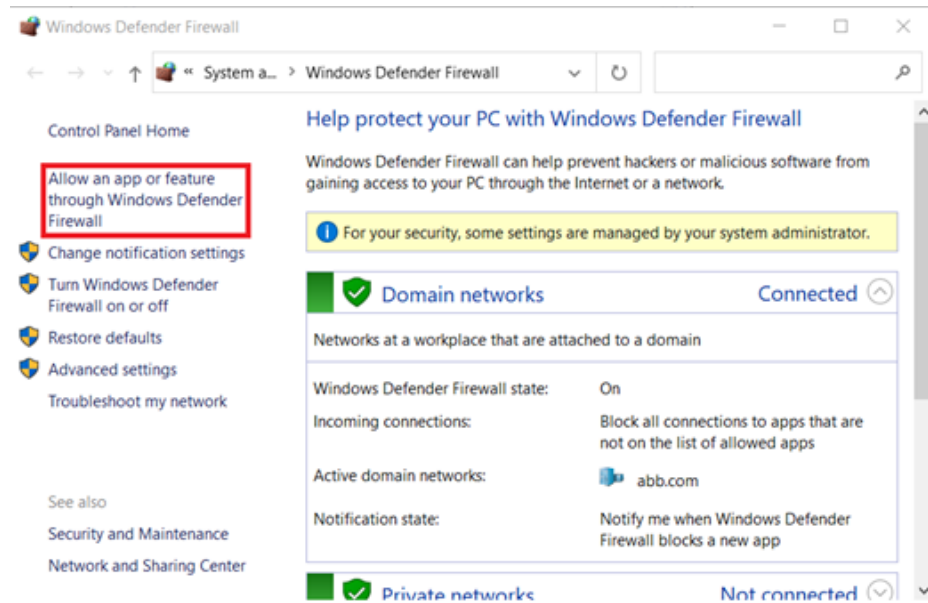 Windows Defender Firewall
« System a... > Windows Defender Firewall
Control Panel Home
Allow an app or feature
through Windows Defender
Firewall
Change notification settings
Turn Windows Defender
Firewall on or off
Restore defaults
Advanced settings
Troubleshoot my network
See also
Security and Maintenance
Network and Sharing Center
Help protect your PC with Windows Defender Firewall
Windows Defender Firewall can help prevent hackers or malicious software from
gaining access to your PC through the Internet or a network.
For your security, some settings are managed by your system administrator.
Domain networks Connected
Networks at a workplace that are attached to a domain
Windows Defender Firewall state: On
Incoming connections: Block all connections to apps that are
not on the list of allowed apps
Active domain networks: abb.com
Notification state: Notify me when Windows Defender
Firewall blocks a new app
Private networks Not connected